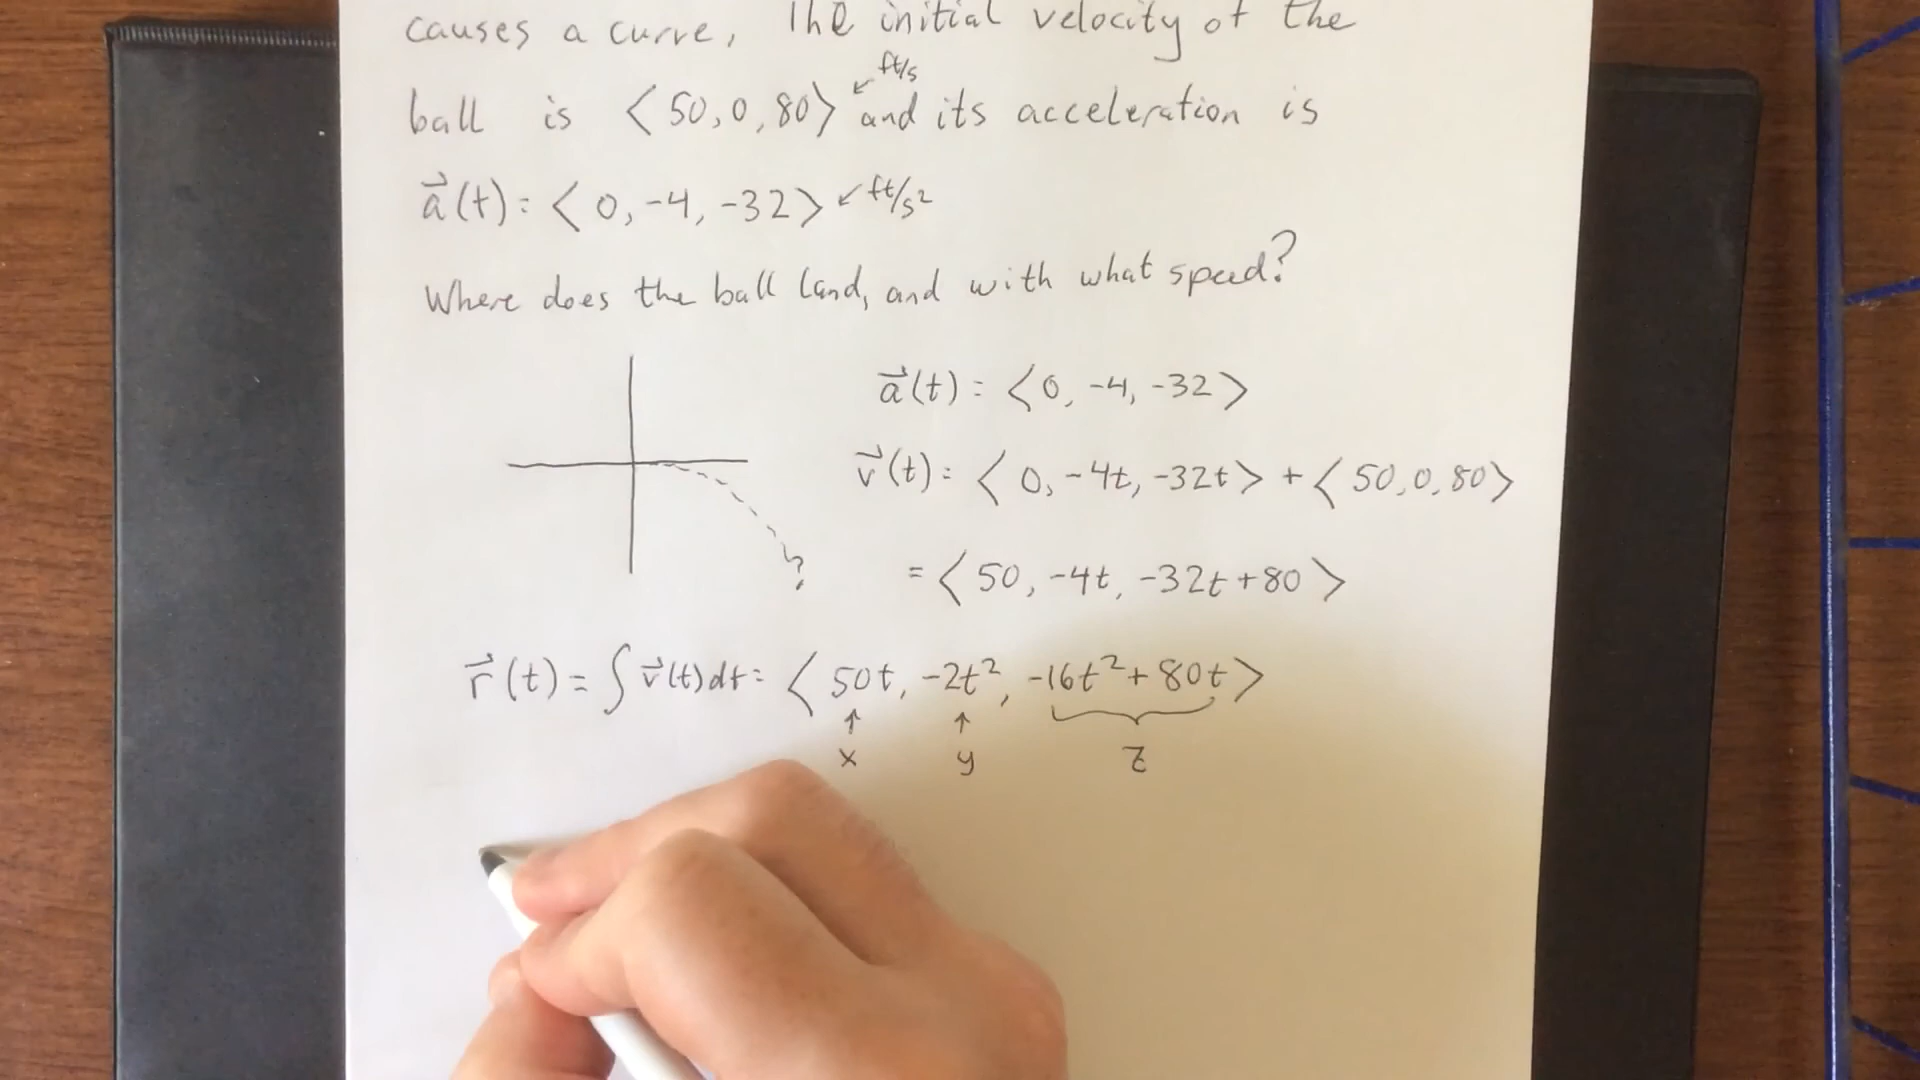 causes a curve, The initial velocity of the
ft/s
ball is ⟨50,0,80⟩ ↙ and its acceleration is
a⃗(t) = ⟨0, -4, -32⟩ ↙ ft/s²
Where does the ball land, and with what speed?
a⃗(t) = ⟨0, -4, -32⟩
v⃗(t) = ⟨0, -4t, -32t⟩ + ⟨50,0,80⟩
= ⟨50, -4t, -32t+80⟩
?
r⃗(t) = ∫ v⃗(t)dt = ⟨50t, -2t², -16t²+80t⟩
↑ ↑
x y z